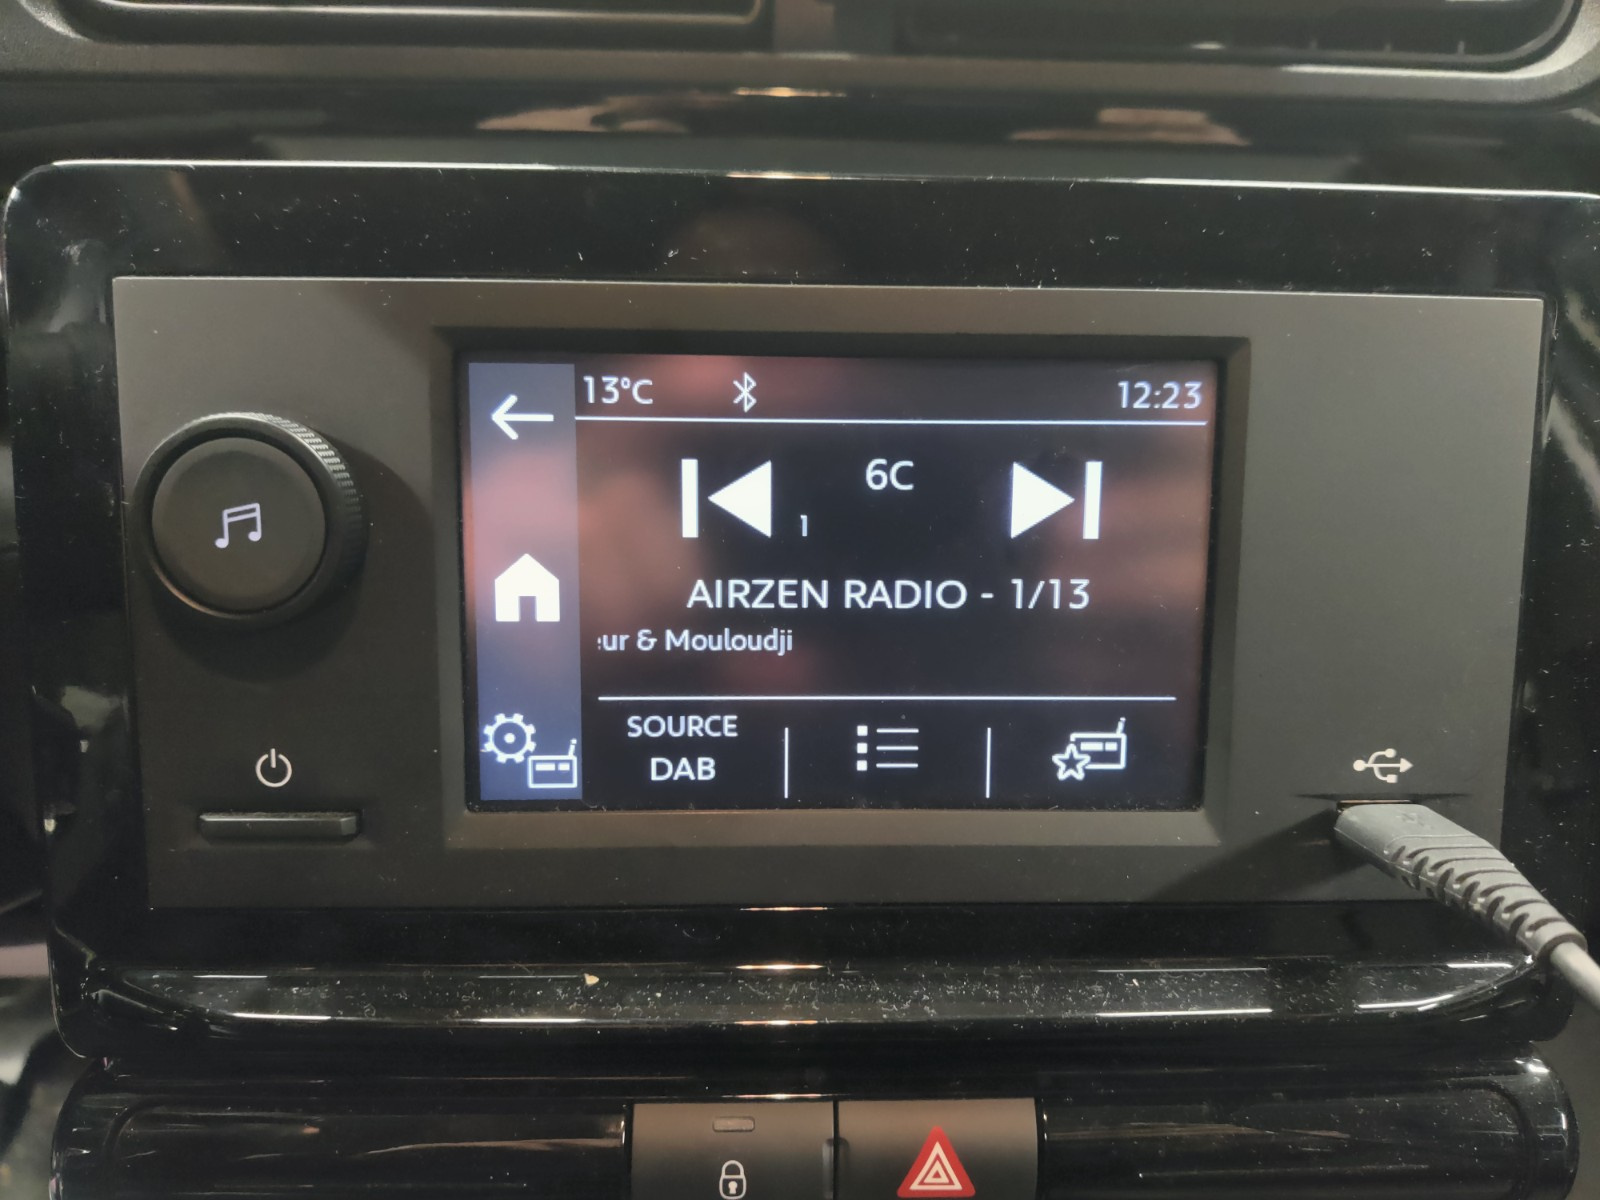 13°C 12:23
6C
1
AIRZEN RADIO - 1/13
ur & Mouloudji
SOURCE
DAB